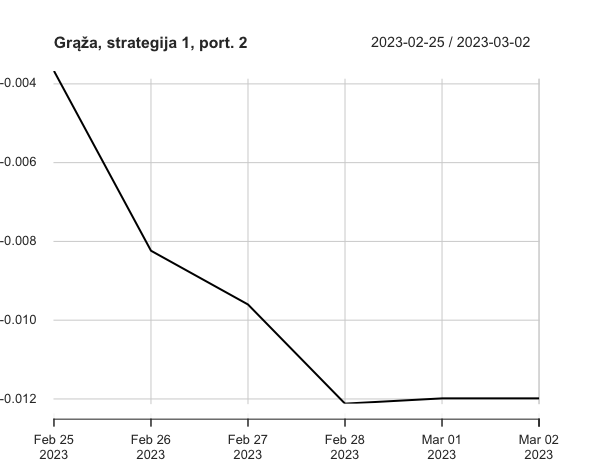 Grąža, strategija 1, port. 2
2023-02-25 / 2023-03-02
-0.004
-0.006
-0.008
-0.010
-0.012
Feb 25 2023
Feb 26 2023
Feb 27 2023
Feb 28 2023
Mar 01 2023
Mar 02 2023